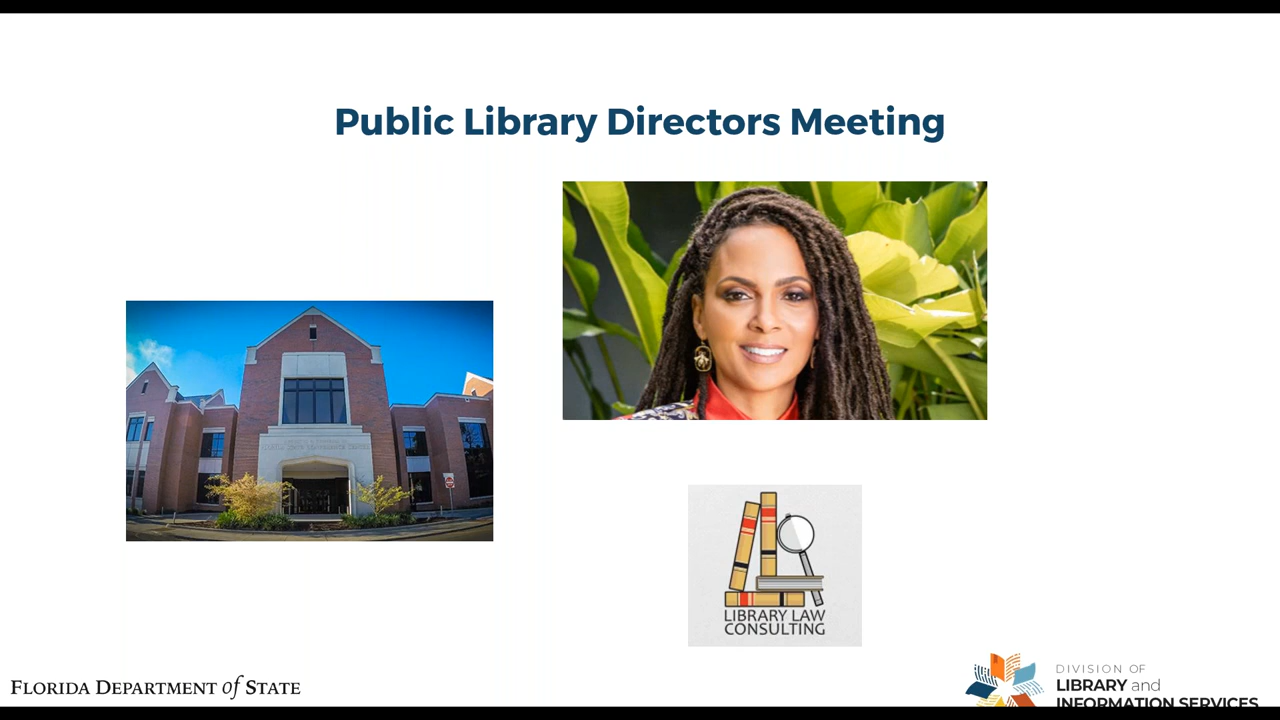 Public Library Directors Meeting
LIBRARY LAW
CONSULTING
FLORIDA DEPARTMENT of STATE
DIVISION OF
LIBRARY and
INFORMATION SERVICES